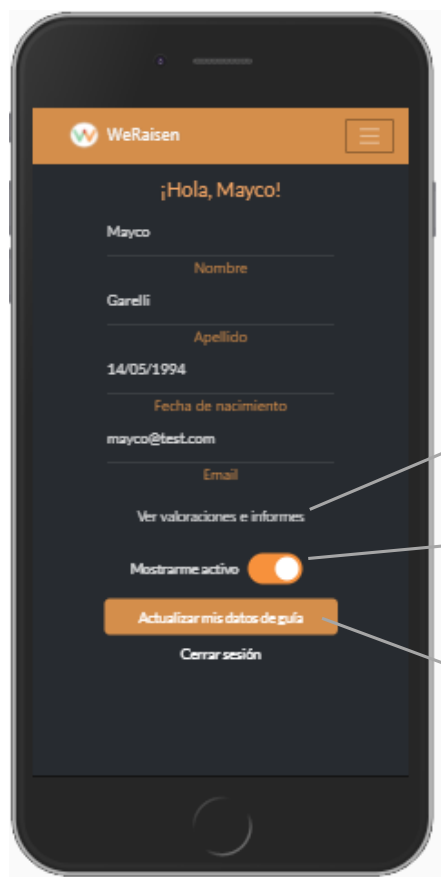 WeRaisen
¡Hola, Mayco!
Mayco
Nombre
Garelli
Apellido
14/05/1994
Fecha de nacimiento
mayco@test.com
Email
Ver valoraciones e informes
Mostrarme activo
Actualizar mis datos de guía
Cerrar sesión